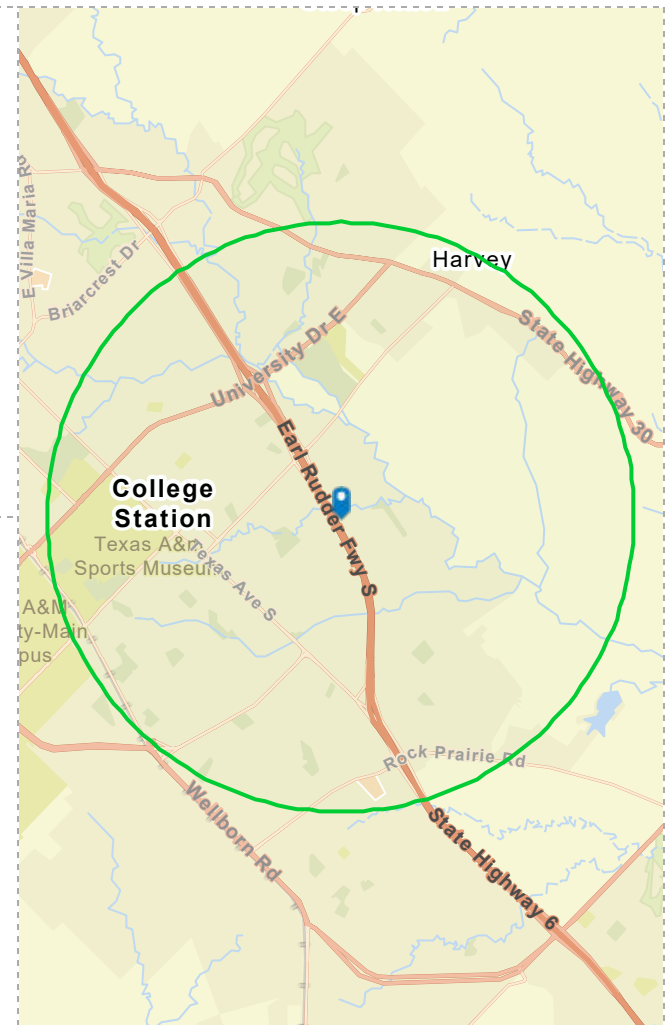 Harvey
E Villa Maria Rd
Briarcrest Dr
State Highway 30
University Dr E
Earl Rudder Fwy S
College
Station
Texas A&m
Sports Museum
Texas Ave S
A&M
ty-Main
pus
Rock Prairie Rd
Wellborn Rd
State Highway 6